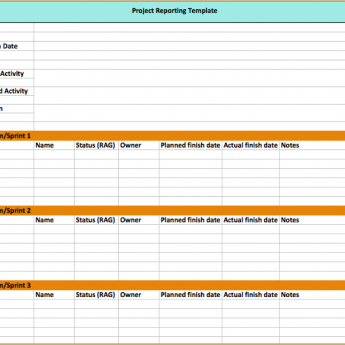 Project Reporting Template
Date
Activity
d Activity
n
m/Sprint 1
Name Status (RAG) Owner Planned finish date Actual finish date Notes
m/Sprint 2
Name Status (RAG) Owner Planned finish date Actual finish date Notes
m/Sprint 3
Name Status (RAG) Owner Planned finish date Actual finish date Notes